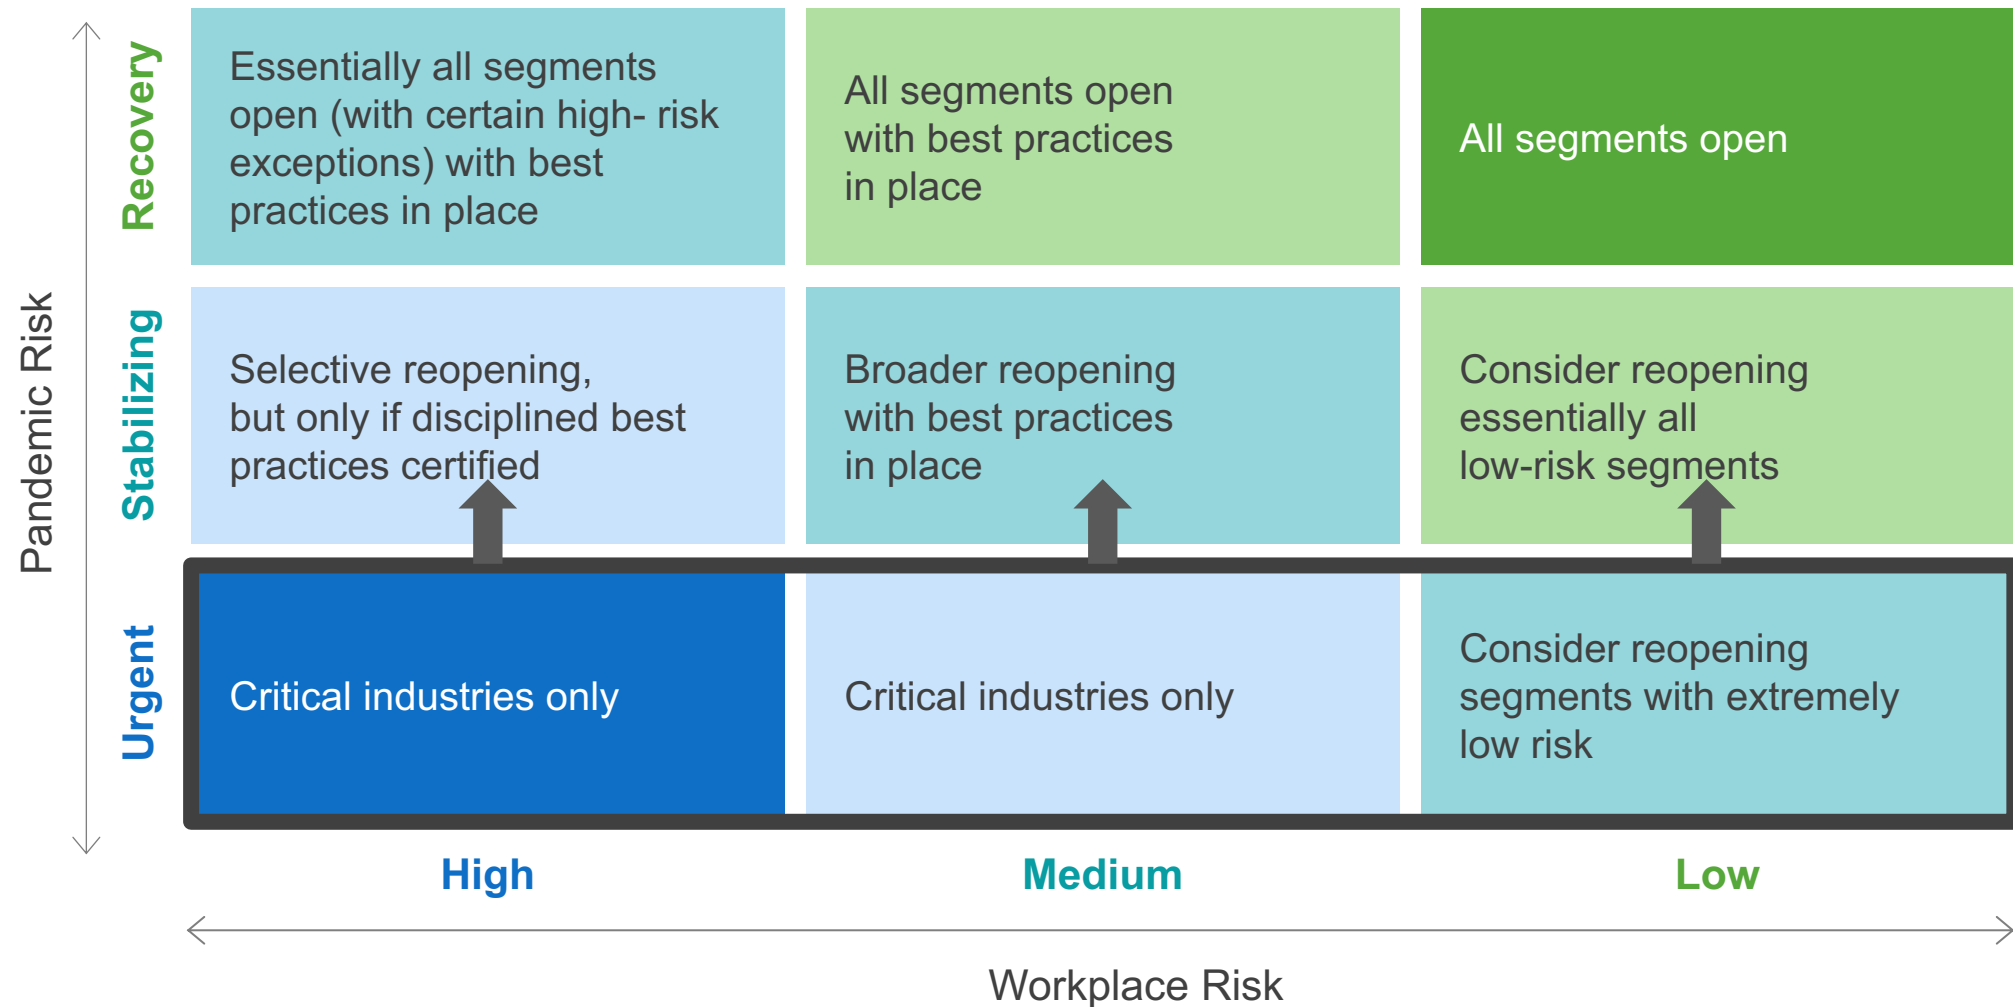 Pandemic Risk
Recovery
Essentially all segments
open (with certain high- risk
exceptions) with best
practices in place
All segments open
with best practices
in place
All segments open
Stabilizing
Selective reopening,
but only if disciplined best
practices certified
Broader reopening
with best practices
in place
Consider reopening
essentially all
low-risk segments
Urgent
Critical industries only
Critical industries only
Consider reopening
segments with extremely
low risk
High
Medium
Low
Workplace Risk